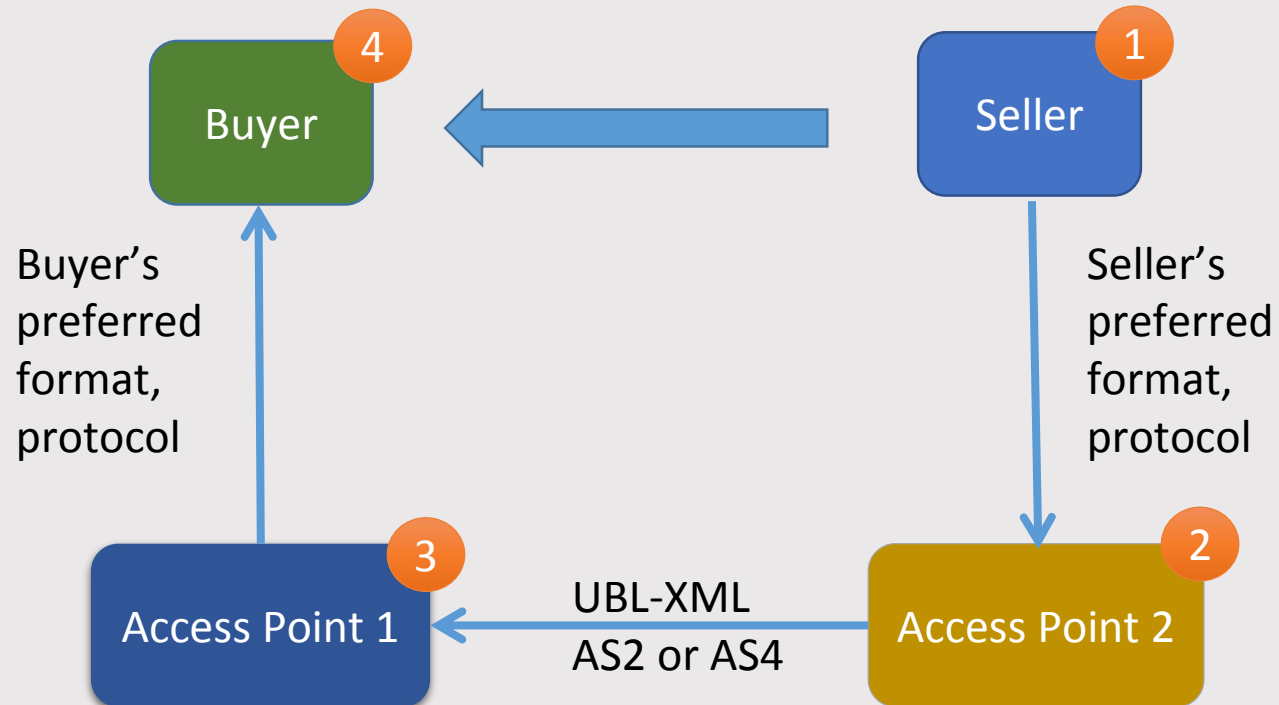 4
Buyer
1
Seller
Buyer’s
preferred
format,
protocol
Seller’s
preferred
format,
protocol
3
Access Point 1
UBL-XML
AS2 or AS4
2
Access Point 2